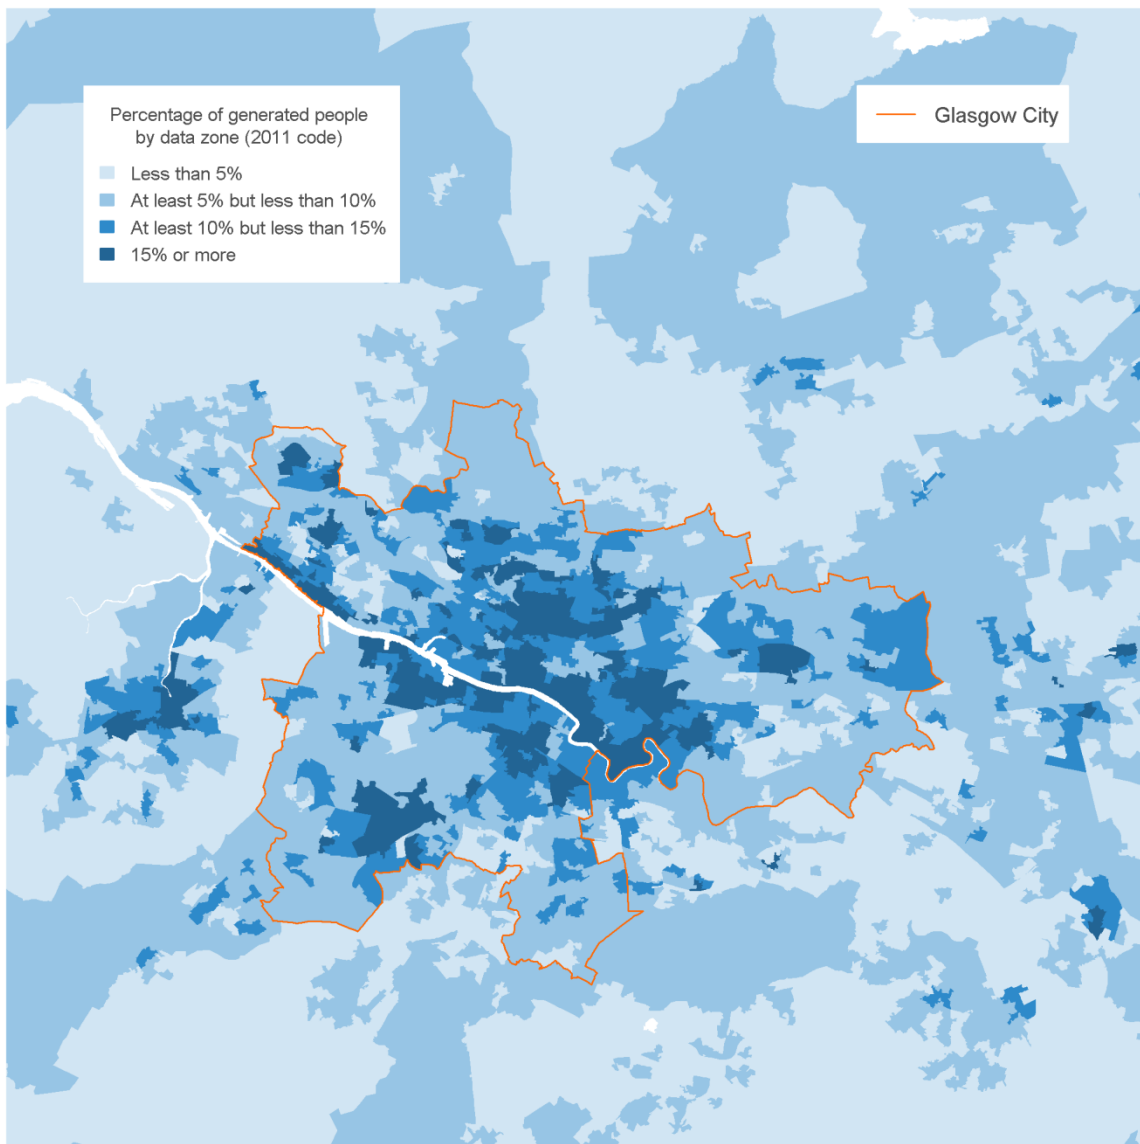 Percentage of generated people
by data zone (2011 code)
Less than 5%
At least 5% but less than 10%
At least 10% but less than 15%
15% or more
Glasgow City